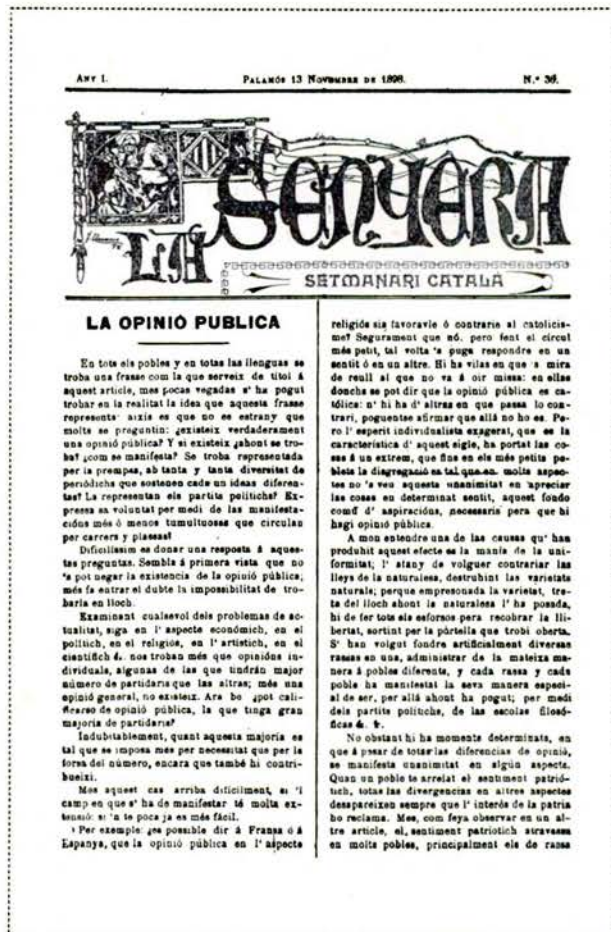 ANY I.
PALAMÓS 13 NOVEMBRE DE 1898.
N.º 36.
LA SENYERA
SETMANARI CATALÀ
LA OPINIÓ PUBLICA
En tots els pobles y en totas las llenguas se
troba una frasse com la que serveix de títol á
aquest article, mes pocas vegadas s' ha pogut
trobar en la realitat la idea que aquesta frasse
representa: aixís es que no es estrany que
molts se preguntin: ¿existeix verdaderament
una opinió pública? Y si existeix ¿ahont se tro-
ba? ¿com se manifesta? Se troba representada
per la prempsa, ab tanta y tanta diversitat de
periódichs que sostenen cada un ideas diferen-
tas? La representan els partits polítichs? Ex-
pressa sa voluntat per medi de las manifesta-
cións més ó menos tumultuosas que circulan
per carrers y plassas?
Dificilíssim es donar una resposta á aques-
tas preguntas. Sembla á primera vista que no
's pot negar la existencia de la opinió pública;
més fa entrar el dubte la impossibilitat de tro-
barla en lloch.
Examinant cualsevol dels problemas de ac-
tualitat, siga en l' aspecte económich, en el
polítich, en el religiós, en l' artístich, en el
científich &. nos troban més que opinións in-
dividuals, algunas de las que tindrán major
número de partidaris que las altras; més una
opinió general, no existeix. Ara bo ¿pot cali-
ficarse de opinió pública, la que tinga gran
majoría de partidaris?
Indubitablement, quant aquesta majoría es
tal que se imposa més per necessitat que per la
forsa del número, encara que també hi contri-
bueixi.
Mes aquest cas arriba difícilment, si 'l
camp en que s' ha de manifestar té molta ex-
tensió: si 'n te poca ja es més fácil.
Per exemple: ¿es possible dir á Fransa ó á
Espanya, que la opinió pública en l' aspecte
religiós sia favoravle ó contrarie al catolicis-
me? Segurament que nó, pero fent el círcul
més petit, tal volta 's puga respondre en un
sentit ó en un altre. Hi ha vilas en que 's mira
de reull al que no va á oir missa: en ellas
donchs se pot dir que la opinió pública es ca-
tólica: n' hi ha d' altras en que passa lo con-
trari, poguentse afirmar que allá no ho es. Pe-
ro l' esperit individualista exagerat, que es la
característica d' aquest sigle, ha portat las co-
sas á un extrem, que fins en els més petits po-
blets la disgregació es tal que en molts aspec-
tes no 's veu aquesta unanimitat en apreciar
las cosas en determinat sentit, aquest fondo
comú d' aspiracións, necessaris pera que hi
hagi opinió pública.
A mon entendre una de las causas qu' han
produhit aquest efecte es la manía de la uni-
formitat; l' afany de volguer contrariar las
lleys de la naturalesa, destruhint las varietats
naturals; perque empresonada la varietat, tre-
ta del lloch ahont la naturalesa l' ha posada,
hi de fer tots els esforsos pera recobrar la lli-
bertat, sortint per la pórtella que trobi oberta.
S' han volgut fondre artificialment diversas
rassas en una, administrar de la mateixa ma-
nera á pobles diferents, y cada rassa y cada
poble ha manifestat la seva manera especi-
al de ser, per allá ahont ha pogut; per medi
dels partits polítichs, de las escolas filosó-
ficas &. &.
No obstant hi ha moments determinats, en
que á pesar de totas las diferencias de opinió,
se manifesta unanimitat en algún aspecte.
Quan un poble te arrelat el sentiment patrió-
tich, totas las divergencias en altres aspectes
desapareixen sempre que l' interés de la patria
ho reclama. Mes, com feya observar en un al-
tre article, el sentiment patriotich atravessa
en molts pobles, principalment els de rassa